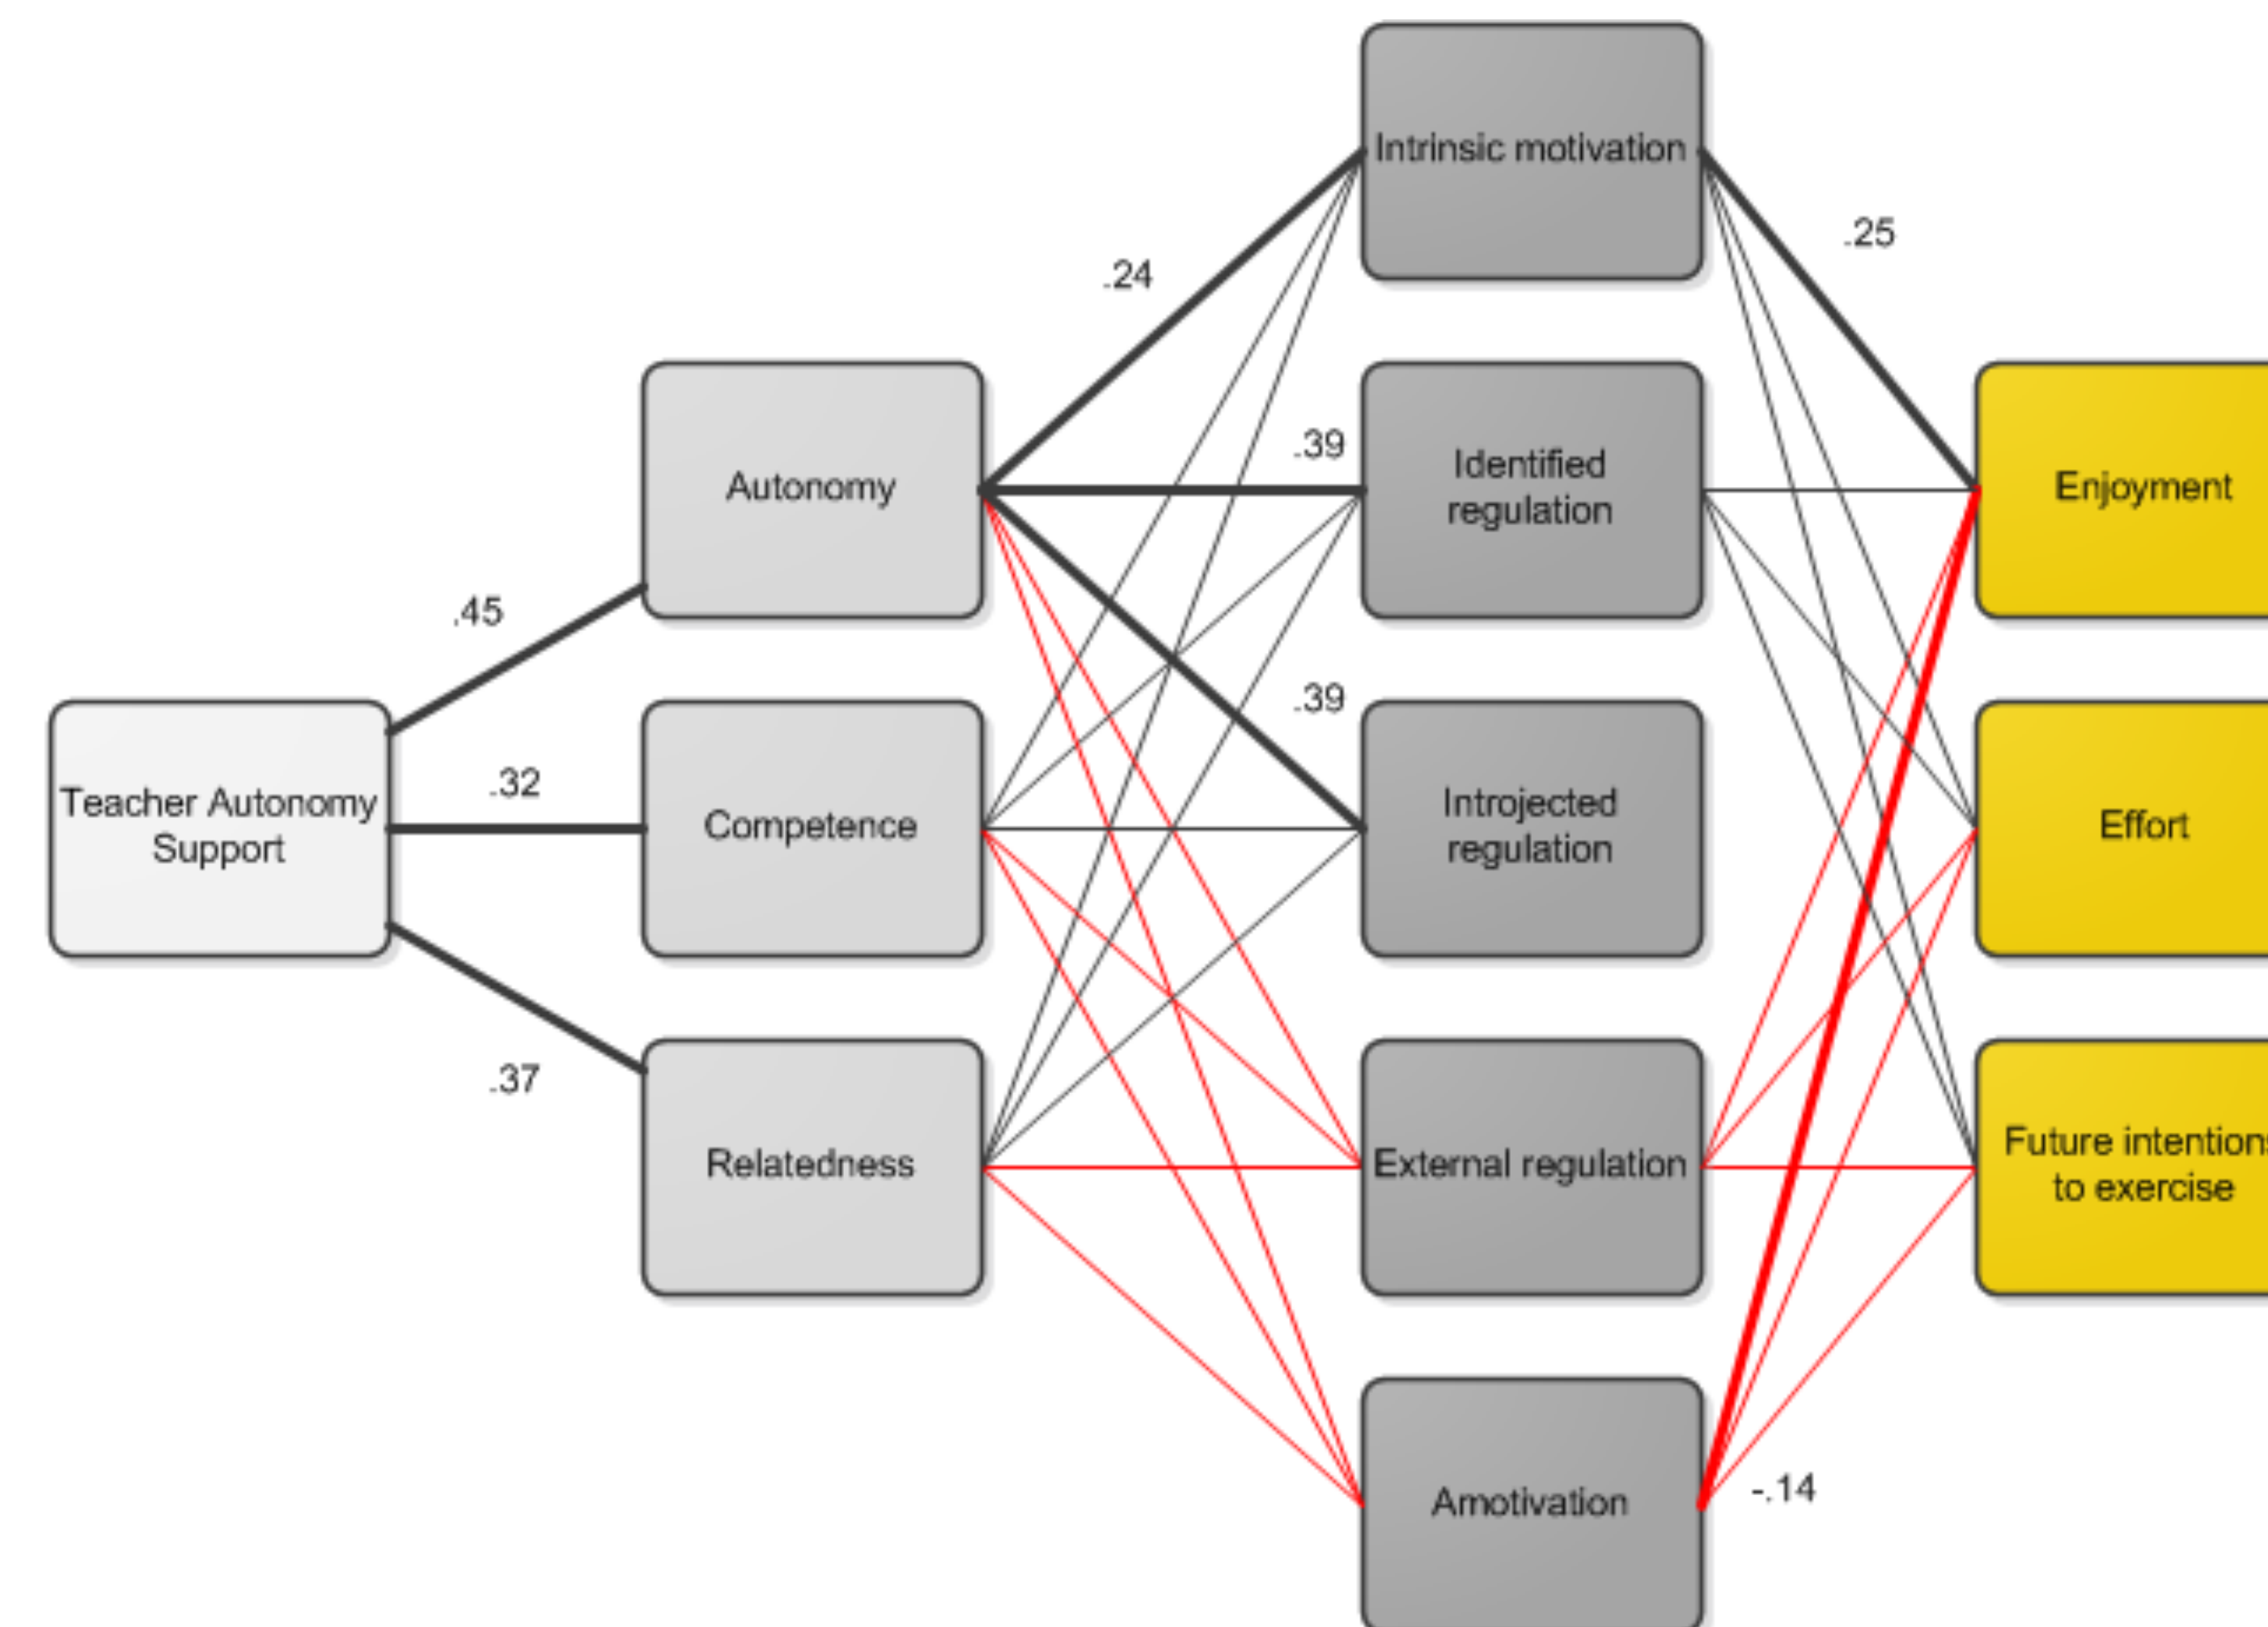 Intrinsic motivation
.25
.24
.39
Autonomy
Identified
regulation
Enjoyment
.45
.39
Teacher Autonomy
Support
.32
Competence
Introjected
regulation
Effort
.37
Relatedness
External regulation
Future intentions
to exercise
Amotivation
-.14